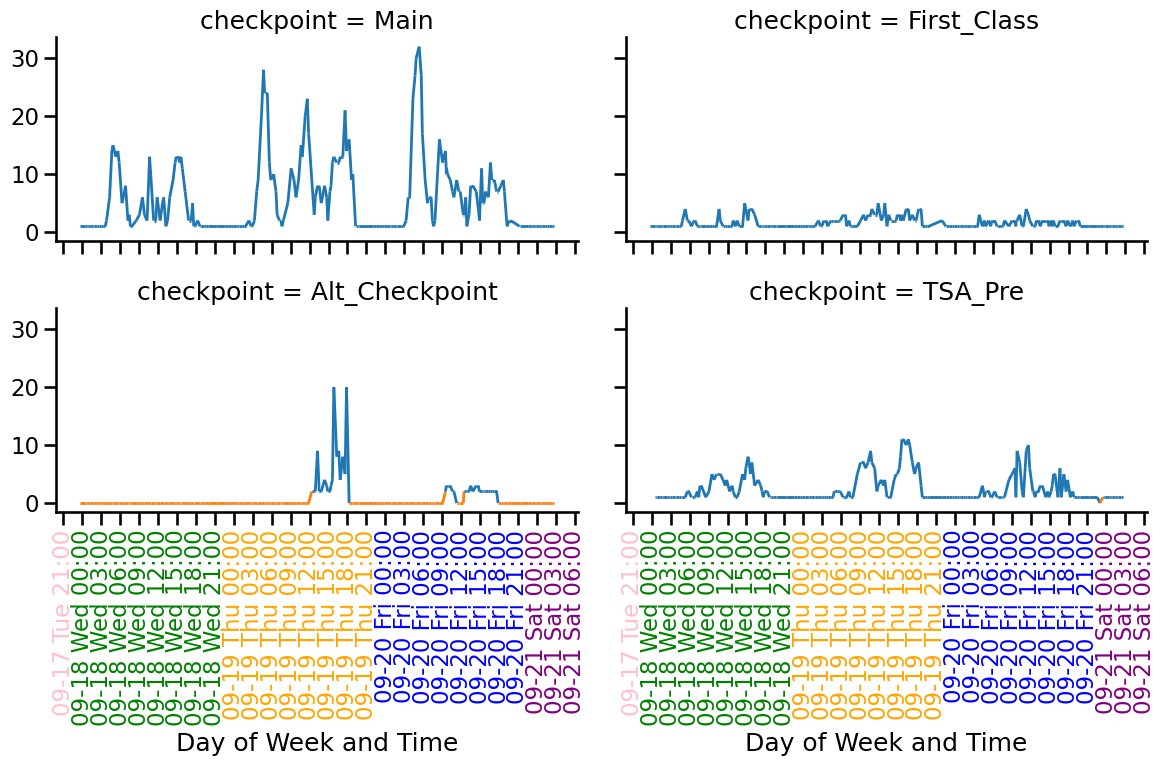 checkpoint = Main
30
20
10
0
checkpoint = First_Class
checkpoint = Alt_Checkpoint
30
20
10
0
09-17 Tue 21:00
09-18 Wed 00:00
09-18 Wed 03:00
09-18 Wed 06:00
09-18 Wed 09:00
09-18 Wed 12:00
09-18 Wed 15:00
09-18 Wed 18:00
09-18 Wed 21:00
09-19 Thu 00:00
09-19 Thu 03:00
09-19 Thu 06:00
09-19 Thu 09:00
09-19 Thu 12:00
09-19 Thu 15:00
09-19 Thu 18:00
09-19 Thu 21:00
09-20 Fri 00:00
09-20 Fri 03:00
09-20 Fri 06:00
09-20 Fri 09:00
09-20 Fri 12:00
09-20 Fri 15:00
09-20 Fri 18:00
09-20 Fri 21:00
09-21 Sat 00:00
09-21 Sat 03:00
09-21 Sat 06:00
Day of Week and Time
checkpoint = TSA_Pre
09-17 Tue 21:00
09-18 Wed 00:00
09-18 Wed 03:00
09-18 Wed 06:00
09-18 Wed 09:00
09-18 Wed 12:00
09-18 Wed 15:00
09-18 Wed 18:00
09-18 Wed 21:00
09-19 Thu 00:00
09-19 Thu 03:00
09-19 Thu 06:00
09-19 Thu 09:00
09-19 Thu 12:00
09-19 Thu 15:00
09-19 Thu 18:00
09-19 Thu 21:00
09-20 Fri 00:00
09-20 Fri 03:00
09-20 Fri 06:00
09-20 Fri 09:00
09-20 Fri 12:00
09-20 Fri 15:00
09-20 Fri 18:00
09-20 Fri 21:00
09-21 Sat 00:00
09-21 Sat 03:00
09-21 Sat 06:00
Day of Week and Time